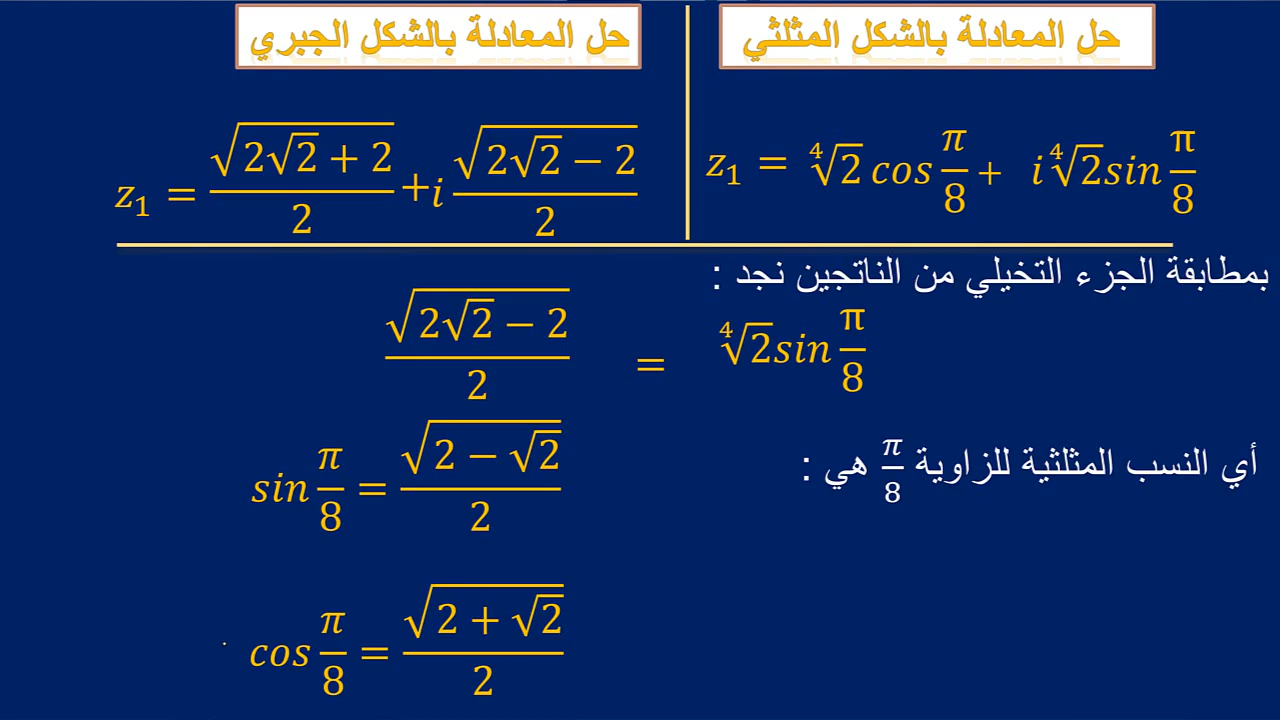 حل المعادلة بالشكل المثلثي
حل المعادلة بالشكل الجبري
z₁ = ∜2 cos π/8 + i ∜2 sin π/8
z₁ = √(2√2 + 2)/2 + i √(2√2 − 2)/2
بمطابقة الجزء التخيلي من الناتجين نجد :
√(2√2 − 2)/2 = ∜2 sin π/8
أي النسب المثلثية للزاوية π/8 هي :
sin π/8 = √(2 − √2)/2
cos π/8 = √(2 + √2)/2